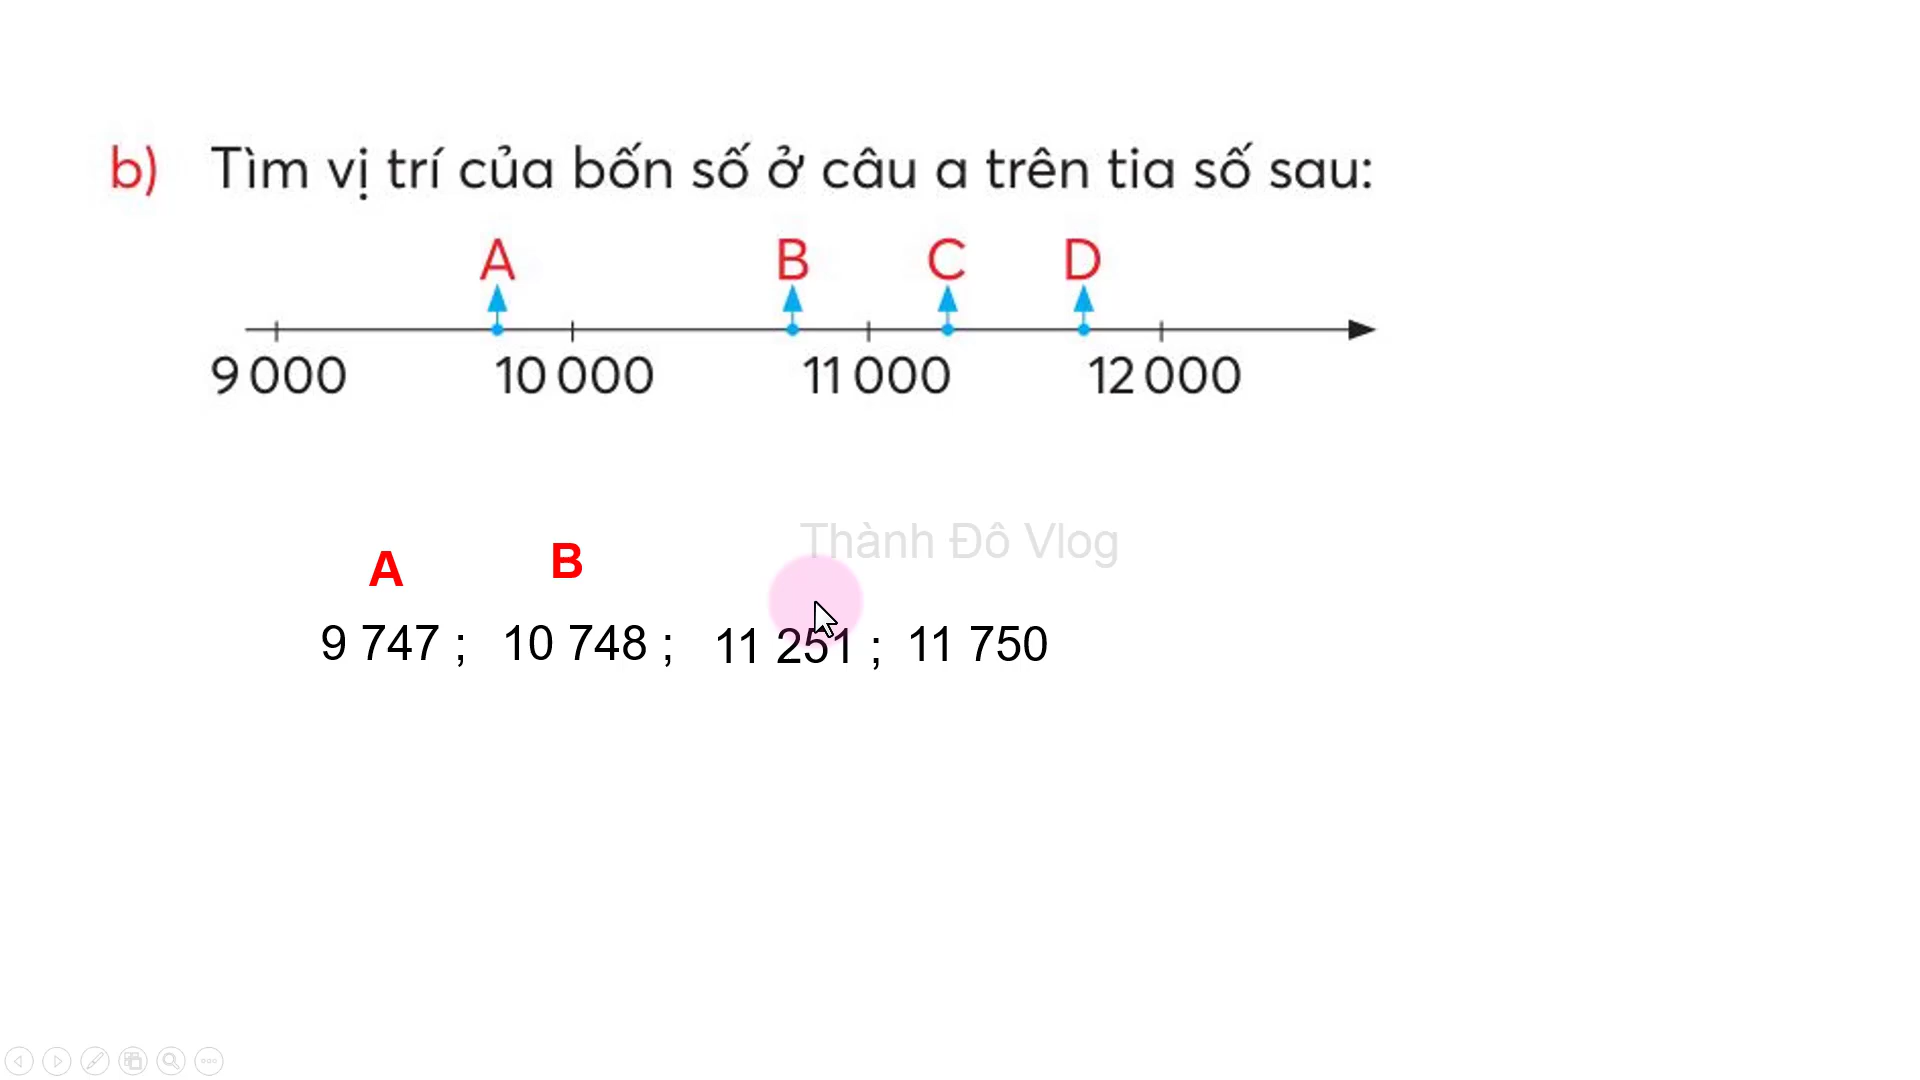 b) Tìm vị trí của bốn số ở câu a trên tia số sau:
A B C D
9 000 10 000 11 000 12 000
Thành Đô Vlog
A B
9 747 ; 10 748 ; 11 251 ; 11 750